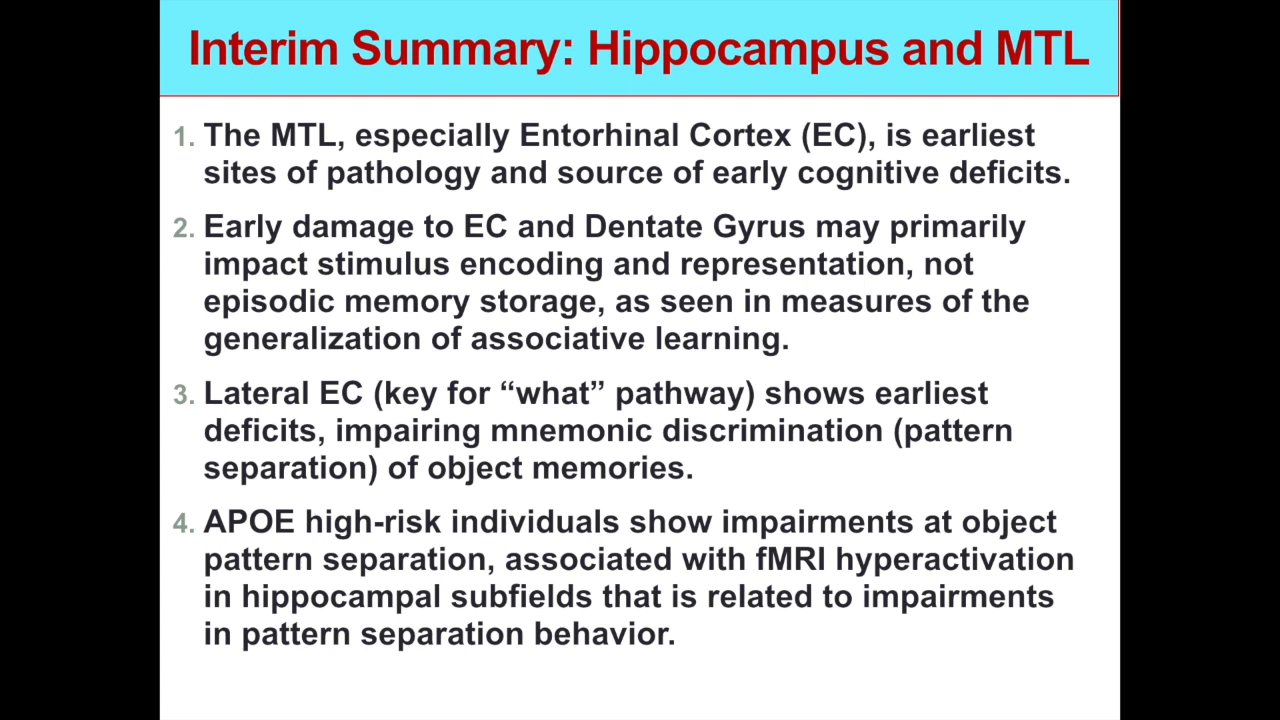 Interim Summary: Hippocampus and MTL
1. The MTL, especially Entorhinal Cortex (EC), is earliest
sites of pathology and source of early cognitive deficits.
2. Early damage to EC and Dentate Gyrus may primarily
impact stimulus encoding and representation, not
episodic memory storage, as seen in measures of the
generalization of associative learning.
3. Lateral EC (key for “what” pathway) shows earliest
deficits, impairing mnemonic discrimination (pattern
separation) of object memories.
4. APOE high-risk individuals show impairments at object
pattern separation, associated with fMRI hyperactivation
in hippocampal subfields that is related to impairments
in pattern separation behavior.